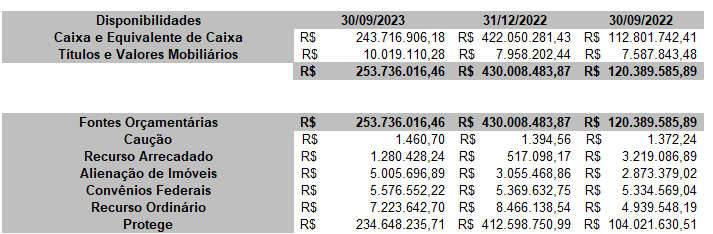 Disponibilidades 30/09/2023 31/12/2022 30/09/2022
Caixa e Equivalente de Caixa R$ 243.716.906,18 R$ 422.050.281,43 R$ 112.801.742,41
Títulos e Valores Mobiliários R$ 10.019.110,28 R$ 7.958.202,44 R$ 7.587.843,48
R$ 253.736.016,46 R$ 430.008.483,87 R$ 120.389.585,89
Fontes Orçamentárias R$ 253.736.016,46 R$ 430.008.483,87 R$ 120.389.585,89
Caução R$ 1.460,70 R$ 1.394,56 R$ 1.372,24
Recurso Arrecadado R$ 1.280.428,24 R$ 517.098,17 R$ 3.219.086,89
Alienação de Imóveis R$ 5.005.696,89 R$ 3.055.468,86 R$ 2.873.379,02
Convênios Federais R$ 5.576.552,22 R$ 5.369.632,75 R$ 5.334.569,04
Recurso Ordinário R$ 7.223.642,70 R$ 8.466.138,54 R$ 4.939.548,19
Protege R$ 234.648.235,71 R$ 412.598.750,99 R$ 104.021.630,51